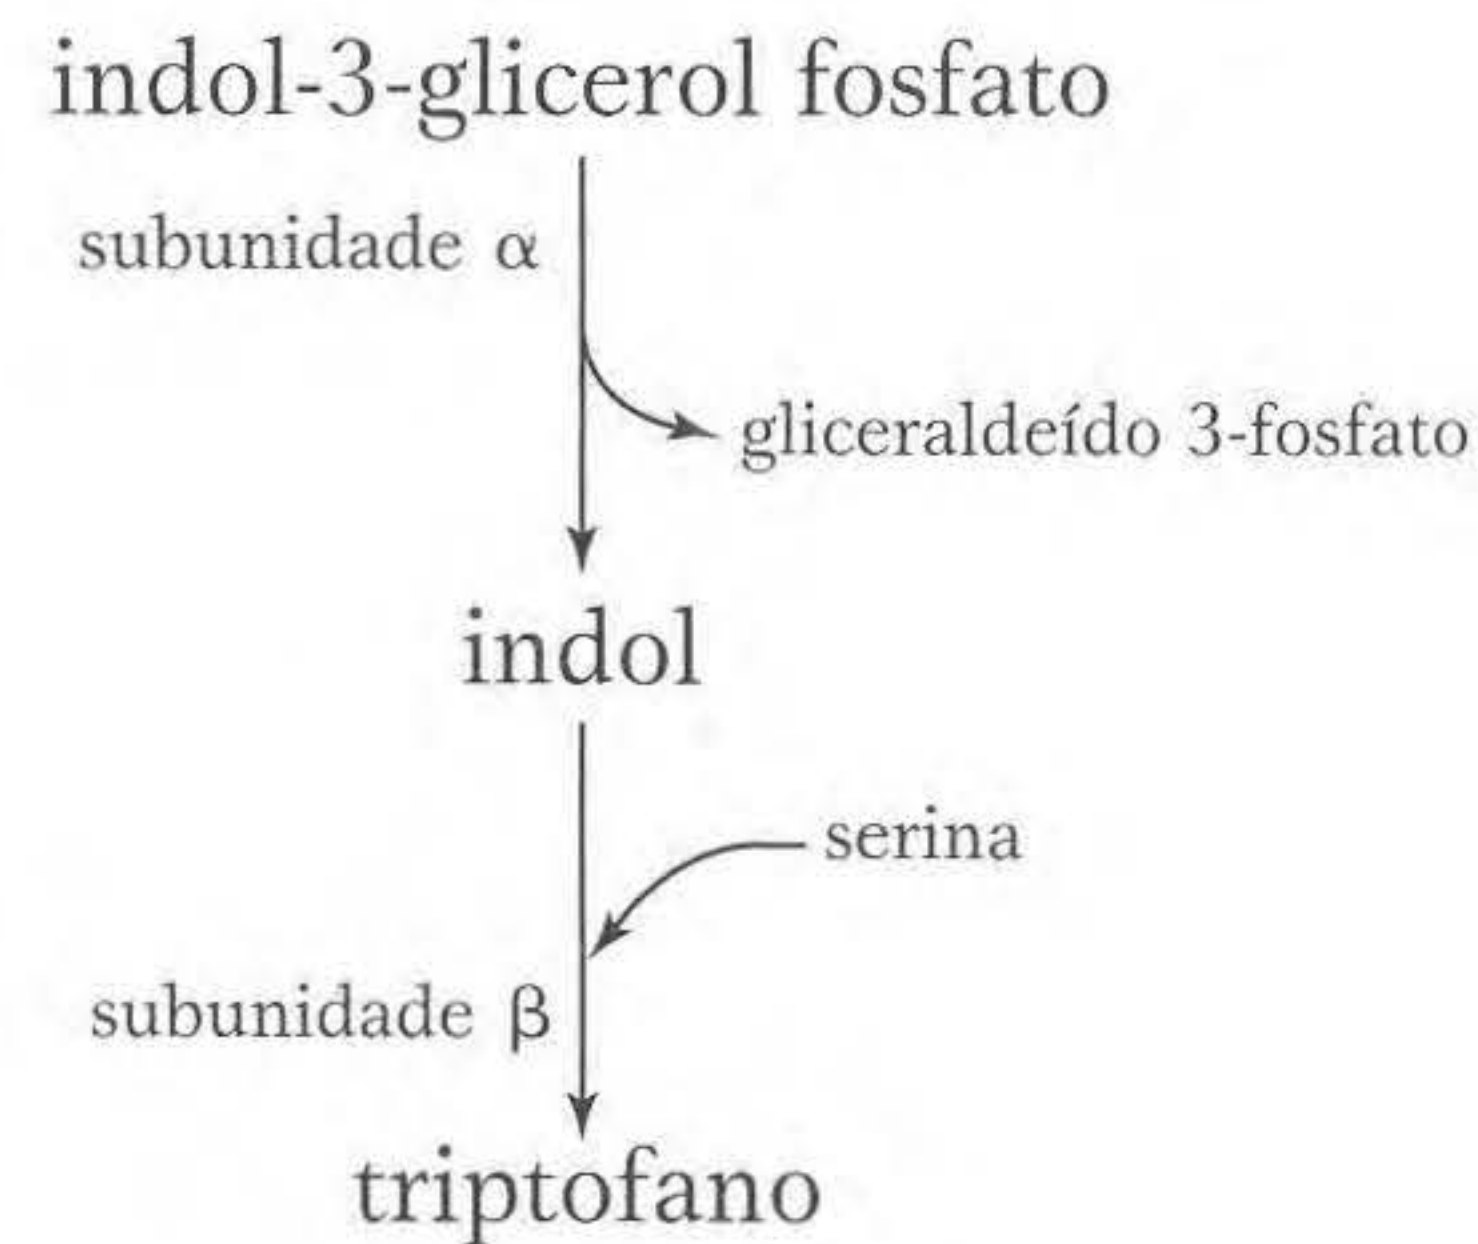 indol-3-glicerol fosfato
subunidade α
gliceraldeído 3-fosfato
indol
serina
subunidade β
triptofano